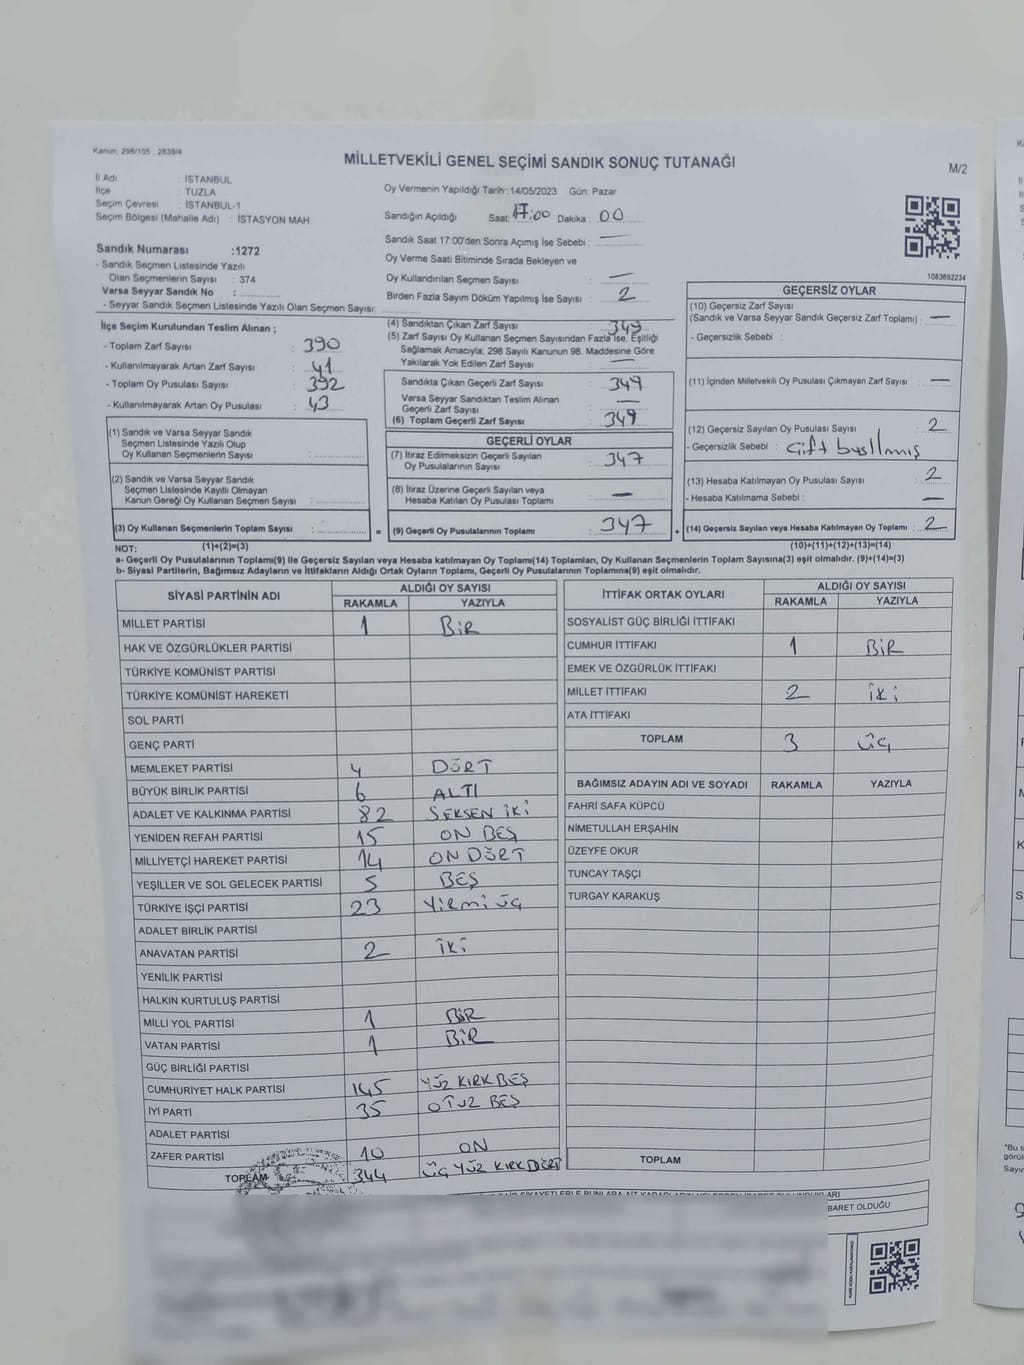 Kanun: 298/105 , 2839/4
MİLLETVEKİLİ GENEL SEÇİMİ SANDIK SONUÇ TUTANAĞI
M/2
İl Adı : İSTANBUL
İlçe : TUZLA
Seçim Çevresi : İSTANBUL-1
Seçim Bölgesi (Mahalle Adı) : İSTASYON MAH.
Oy Vermenin Yapıldığı Tarih:14/05/2023 Gün: Pazar
Sandığın Açıldığı Saat: 17:00 Dakika : 00
Sandık Saat 17:00'den Sonra Açımış İse Sebebi : —
Oy Verme Saati Bitiminde Sırada Bekleyen ve
Oy Kullandırılan Seçmen Sayısı : —
Birden Fazla Sayım Döküm Yapılmış İse Sayısı : 2
Sandık Numarası :1272
- Sandık Seçmen Listesinde Yazılı
Olan Seçmenlerin Sayısı : 374
Varsa Seyyar Sandık No :
- Seyyar Sandık Seçmen Listesinde Yazılı Olan Seçmen Sayısı:
1083692234
İlçe Seçim Kurulundan Teslim Alınan ;
- Toplam Zarf Sayısı : 390
- Kullanılmayarak Artan Zarf Sayısı : 41
- Toplam Oy Pusulası Sayısı : 392
- Kullanılmayarak Artan Oy Pusulası : 43
(1) Sandık ve Varsa Seyyar Sandık
Seçmen Listesinde Yazılı Olup
Oy Kullanan Seçmenlerin Sayısı :
(2) Sandık ve Varsa Seyyar Sandık
Seçmen Listesinde Kayıtlı Olmayan
Kanun Gereği Oy Kullanan Seçmen Sayısı :
(3) Oy Kullanan Seçmenlerin Toplam Sayısı :
(1)+(2)=(3)
(4) Sandıktan Çıkan Zarf Sayısı : 349
(5) Zarf Sayısı Oy Kullanan Seçmen Sayısından Fazla İse, Eşitliği
Sağlamak Amacıyla, 298 Sayılı Kanunun 98. Maddesine Göre
Yakılarak Yok Edilen Zarf Sayısı : —
Sandıkta Çıkan Geçerli Zarf Sayısı : 349
Varsa Seyyar Sandıktan Teslim Alınan
Geçerli Zarf Sayısı : —
(6) Toplam Geçerli Zarf Sayısı : 349
GEÇERLİ OYLAR
(7) İtiraz Edilmeksizin Geçerli Sayılan
Oy Pusulalarının Sayısı : 347
(8) İtiraz Üzerine Geçerli Sayılan veya
Hesaba Katılan Oy Pusulası Toplamı : —
= (9) Geçerli Oy Pusulalarının Toplamı : 347 +
GEÇERSİZ OYLAR
(10) Geçersiz Zarf Sayısı
(Sandık ve Varsa Seyyar Sandık Geçersiz Zarf Toplamı) : —
- Geçersizlik Sebebi :
(11) İçinden Milletvekili Oy Pusulası Çıkmayan Zarf Sayısı : —
(12) Geçersiz Sayılan Oy Pusulası Sayısı : 2
- Geçersizlik Sebebi : Çift basılmış
(13) Hesaba Katılmayan Oy Pusulası Sayısı : 2
- Hesaba Katılmama Sebebi : —
(14) Geçersiz Sayılan veya Hesaba Katılmayan Oy Toplamı : 2
(10)+(11)+(12)+(13)=(14)
NOT:
a- Geçerli Oy Pusulalarının Toplamı(9) ile Geçersiz Sayılan veya Hesaba katılmayan Oy Toplamı(14) Toplamları, Oy Kullanan Seçmenlerin Toplam Sayısına(3) eşit olmalıdır. (9)+(14)=(3)
b- Siyasi Partilerin, Bağımsız Adayların ve İttifakların Aldığı Ortak Oyların Toplamı, Geçerli Oy Pusulalarının Toplamına(9) eşit olmalıdır.
SİYASİ PARTİNİN ADI ALDIĞI OY SAYISI
RAKAMLA YAZIYLA
MİLLET PARTİSİ 1 BİR
HAK VE ÖZGÜRLÜKLER PARTİSİ
TÜRKİYE KOMÜNİST PARTİSİ
TÜRKİYE KOMÜNİST HAREKETİ
SOL PARTİ
GENÇ PARTİ
MEMLEKET PARTİSİ 4 DÖRT
BÜYÜK BİRLİK PARTİSİ 6 ALTI
ADALET VE KALKINMA PARTİSİ 82 SEKSEN İKİ
YENİDEN REFAH PARTİSİ 15 ON BEŞ
MİLLİYETÇİ HAREKET PARTİSİ 14 ON DÖRT
YEŞİLLER VE SOL GELECEK PARTİSİ 5 BEŞ
TÜRKİYE İŞÇİ PARTİSİ 23 Yirmi üç
ADALET BİRLİK PARTİSİ
ANAVATAN PARTİSİ 2 İKİ
YENİLİK PARTİSİ
HALKIN KURTULUŞ PARTİSİ
MİLLİ YOL PARTİSİ 1 BİR
VATAN PARTİSİ 1 BİR
GÜÇ BİRLİĞİ PARTİSİ
CUMHURİYET HALK PARTİSİ 145 YÜZ KIRK BEŞ
İYİ PARTİ 35 OTUZ BEŞ
ADALET PARTİSİ
ZAFER PARTİSİ 10 ON
TOPLAM 344 ÜÇ YÜZ KIRK DÖRT
İTTİFAK ORTAK OYLARI ALDIĞI OY SAYISI
RAKAMLA YAZIYLA
SOSYALİST GÜÇ BİRLİĞİ İTTİFAKI
CUMHUR İTTİFAKI 1 BİR
EMEK VE ÖZGÜRLÜK İTTİFAKI
MİLLET İTTİFAKI 2 İKİ
ATA İTTİFAKI
TOPLAM 3 ÜÇ
BAĞIMSIZ ADAYIN ADI VE SOYADI RAKAMLA YAZIYLA
FAHRİ SAFA KÜPCÜ
NİMETULLAH ERŞAHİN
ÜZEYFE OKUR
TUNCAY TAŞÇI
TURGAY KARAKUŞ
TOPLAM
BARET OLDUĞU